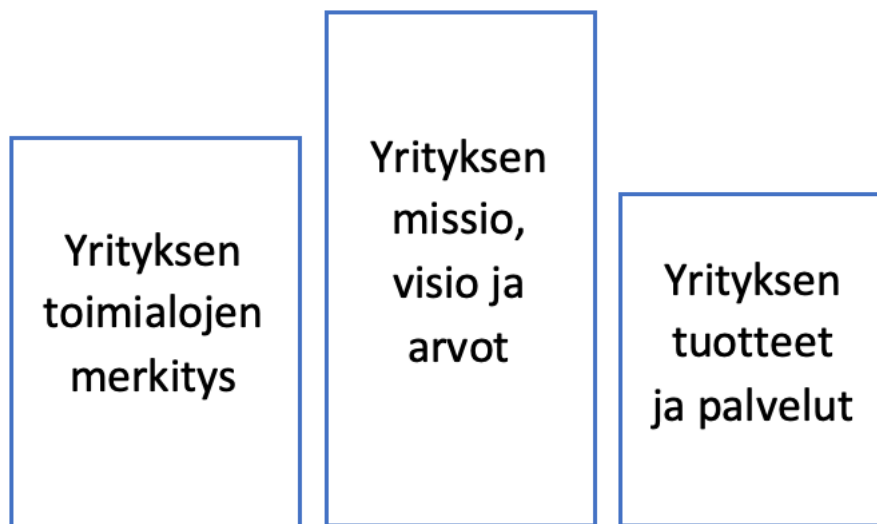 Yrityksen
toimialojen
merkitys
Yrityksen
missio,
visio ja
arvot
Yrityksen
tuotteet
ja palvelut